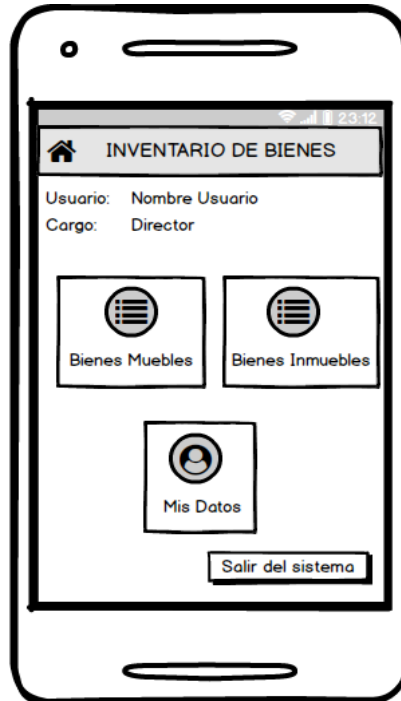 23:12
INVENTARIO DE BIENES
Usuario: Nombre Usuario
Cargo: Director
Bienes Muebles
Bienes Inmuebles
Mis Datos
Salir del sistema